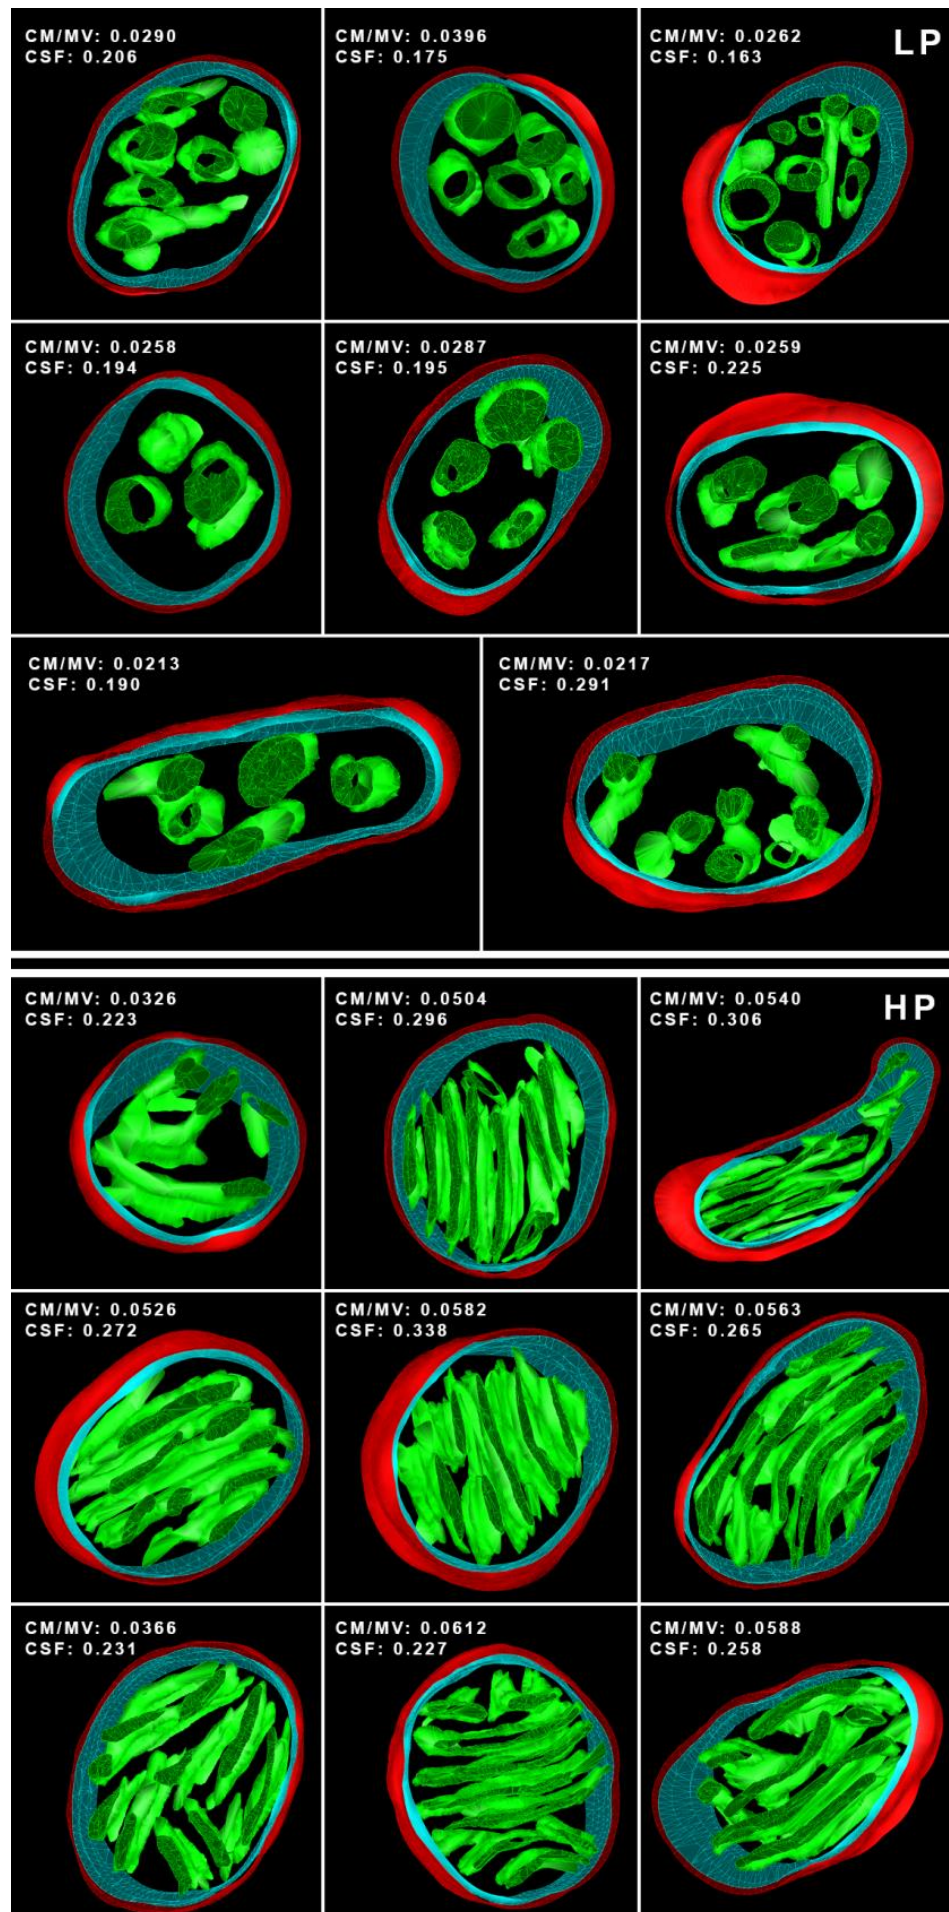 CM/MV: 0.0290
CSF: 0.206
CM/MV: 0.0396
CSF: 0.175
CM/MV: 0.0262
CSF: 0.163
LP
CM/MV: 0.0258
CSF: 0.194
CM/MV: 0.0287
CSF: 0.195
CM/MV: 0.0259
CSF: 0.225
CM/MV: 0.0213
CSF: 0.190
CM/MV: 0.0217
CSF: 0.291
CM/MV: 0.0326
CSF: 0.223
CM/MV: 0.0504
CSF: 0.296
CM/MV: 0.0540
CSF: 0.306
HP
CM/MV: 0.0526
CSF: 0.272
CM/MV: 0.0582
CSF: 0.338
CM/MV: 0.0563
CSF: 0.265
CM/MV: 0.0366
CSF: 0.231
CM/MV: 0.0612
CSF: 0.227
CM/MV: 0.0588
CSF: 0.258